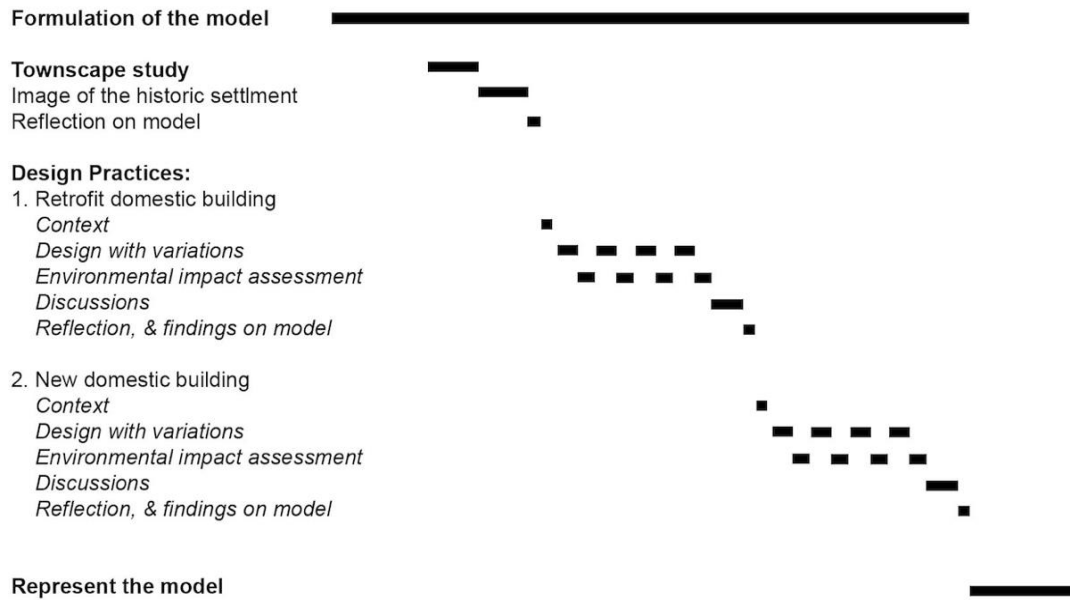 Formulation of the model
Townscape study
Image of the historic settlment
Reflection on model
Design Practices:
1. Retrofit domestic building
Context
Design with variations
Environmental impact assessment
Discussions
Reflection, & findings on model
2. New domestic building
Context
Design with variations
Environmental impact assessment
Discussions
Reflection, & findings on model
Represent the model